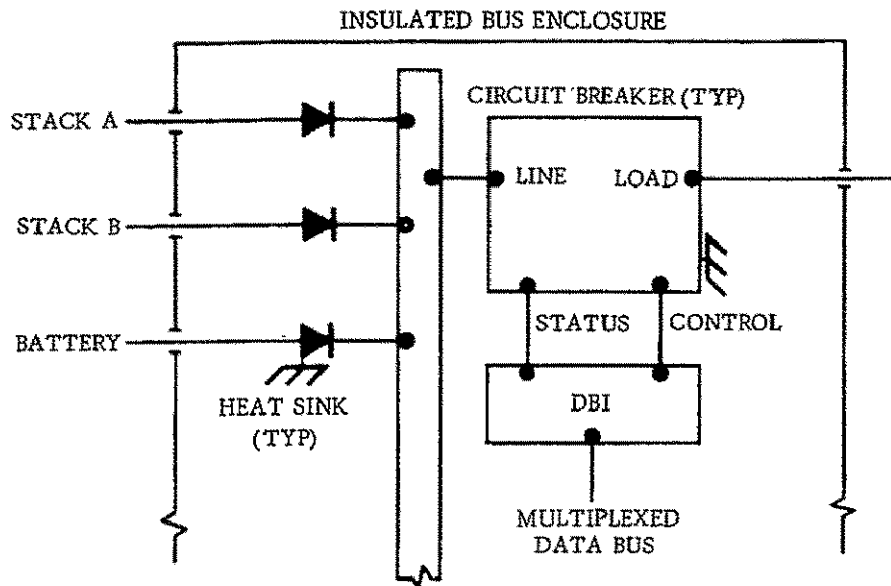 INSULATED BUS ENCLOSURE
CIRCUIT BREAKER (TYP)
STACK A
LINE
LOAD
STACK B
STATUS
CONTROL
BATTERY
HEAT SINK
(TYP)
DBI
MULTIPLEXED
DATA BUS